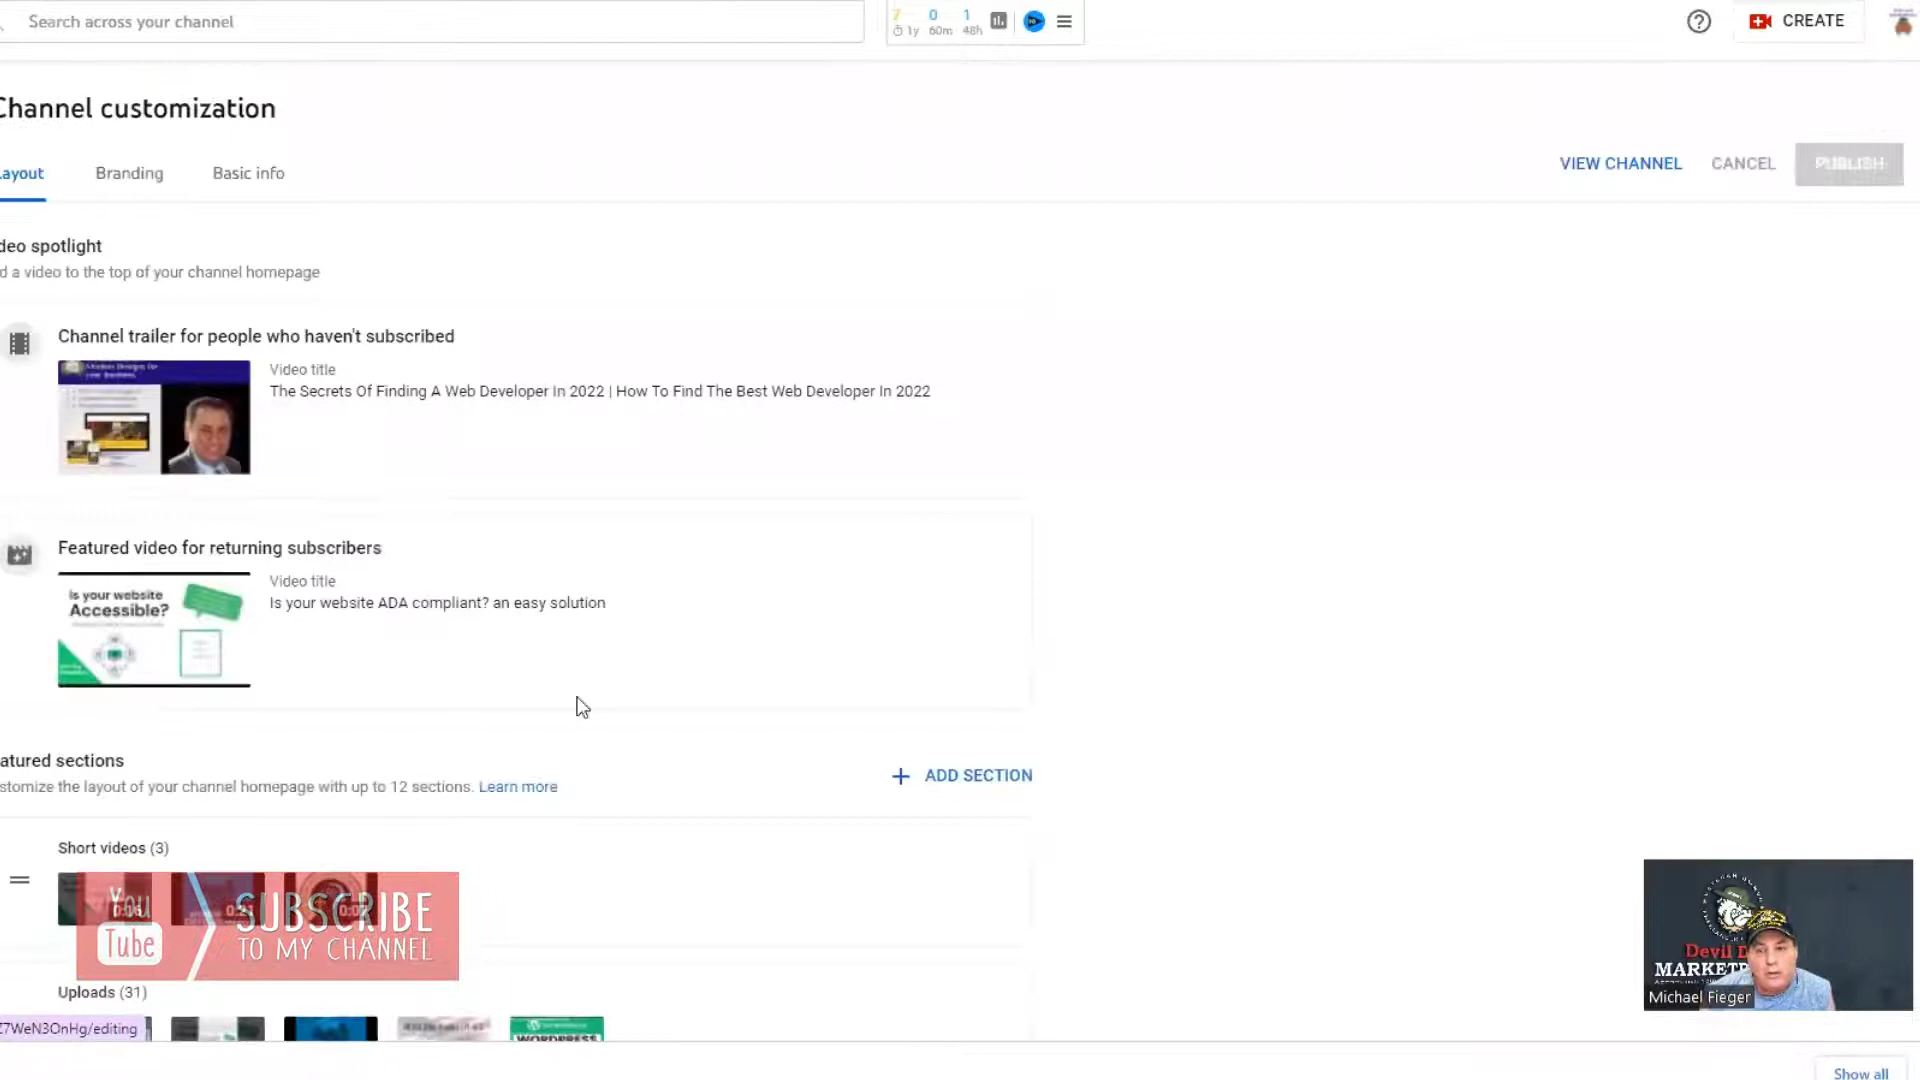 Search across your channel
7 0 1
1y 60m 48h
CREATE
Channel customization
Layout Branding Basic info
VIEW CHANNEL CANCEL PUBLISH
deo spotlight
d a video to the top of your channel homepage
Channel trailer for people who haven't subscribed
Video title
The Secrets Of Finding A Web Developer In 2022 | How To Find The Best Web Developer In 2022
Featured video for returning subscribers
Is your website
Accessible?
Video title
Is your website ADA compliant? an easy solution
atured sections
stomize the layout of your channel homepage with up to 12 sections. Learn more
+ ADD SECTION
Short videos (3)
You
Tube
SUBSCRIBE
TO MY CHANNEL
Uploads (31)
Z7WeN3OnHg/editing
WORDPRESS
Devil D
MARKET
Michael Fieger
Show all